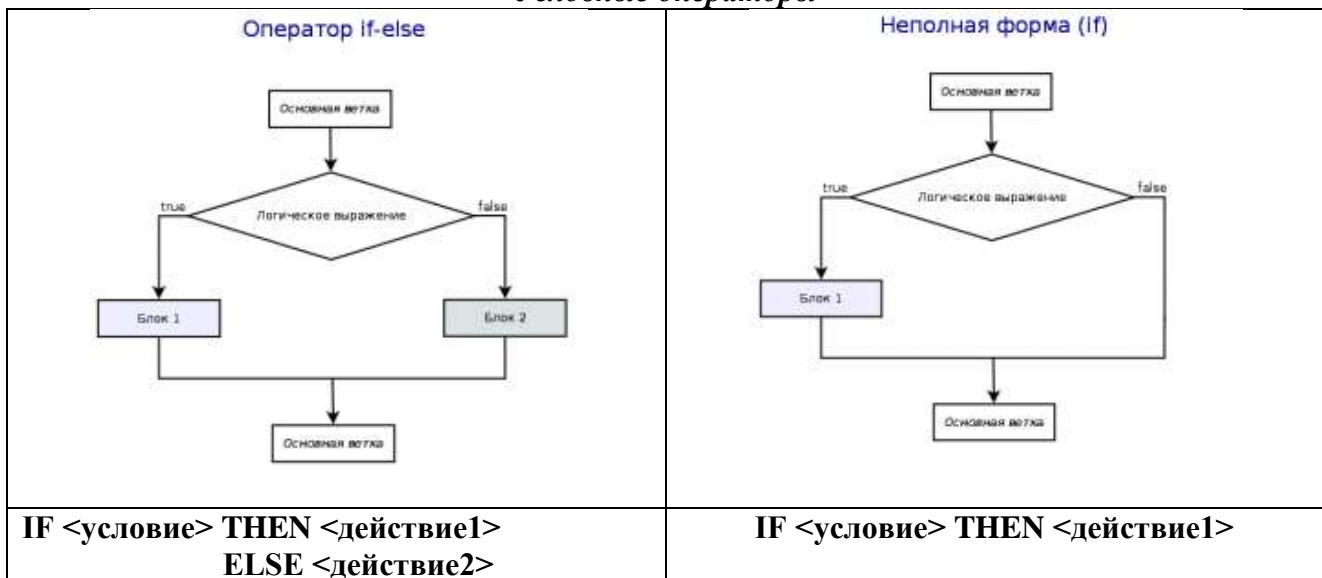 Оператор if-else
Основная ветка
true
Логическое выражение
false
Блок 1
Блок 2
Основная ветка
IF <условие> THEN <действие1>
ELSE <действие2>
Неполная форма (if)
Основная ветка
true
Логическое выражение
false
Блок 1
Основная ветка
IF <условие> THEN <действие1>